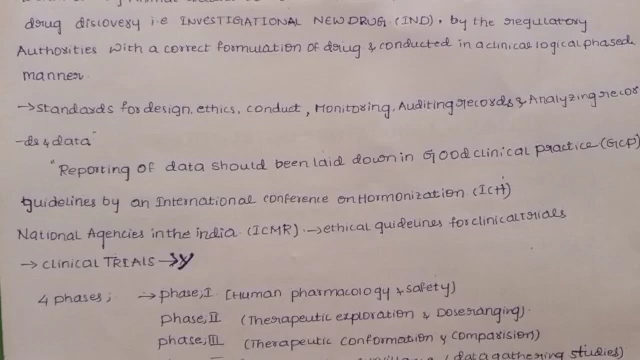 drug discovery i.e INVESTIGATIONAL NEW DRUG (IND). by the regulatory
Authorities with a correct formulation of drug & conducted in a clinical logical phased
manner.
→ standards for design, ethics, conduct, Monitoring, Auditing records & Analyzing recor
-ds & data"
"Reporting of data should been laid down in Good clinical practice (GCP)
guidelines by an International conference on Hormonization (ICH)
National Agencies in the india (ICMR) → ethical guidelines for clinical trials
→ clinical TRIALS →
4 phases; → phase,I [Human pharmacology & safety)
phase,II (Therapeutic exploration & Doseranging)
phase,III (Therapeutic conformation & comparision)
(data gathering studies)